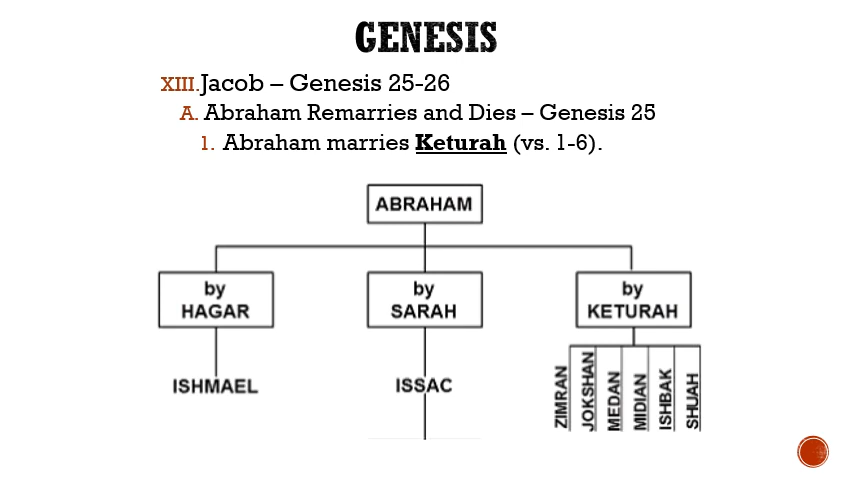 GENESIS
XIII. Jacob – Genesis 25-26
A. Abraham Remarries and Dies – Genesis 25
1. Abraham marries Keturah (vs. 1-6).
ABRAHAM
by
HAGAR
by
SARAH
by
KETURAH
ISHMAEL
ISSAC
ZIMRAN
JOKSHAN
MEDAN
MIDIAN
ISHBAK
SHUAH